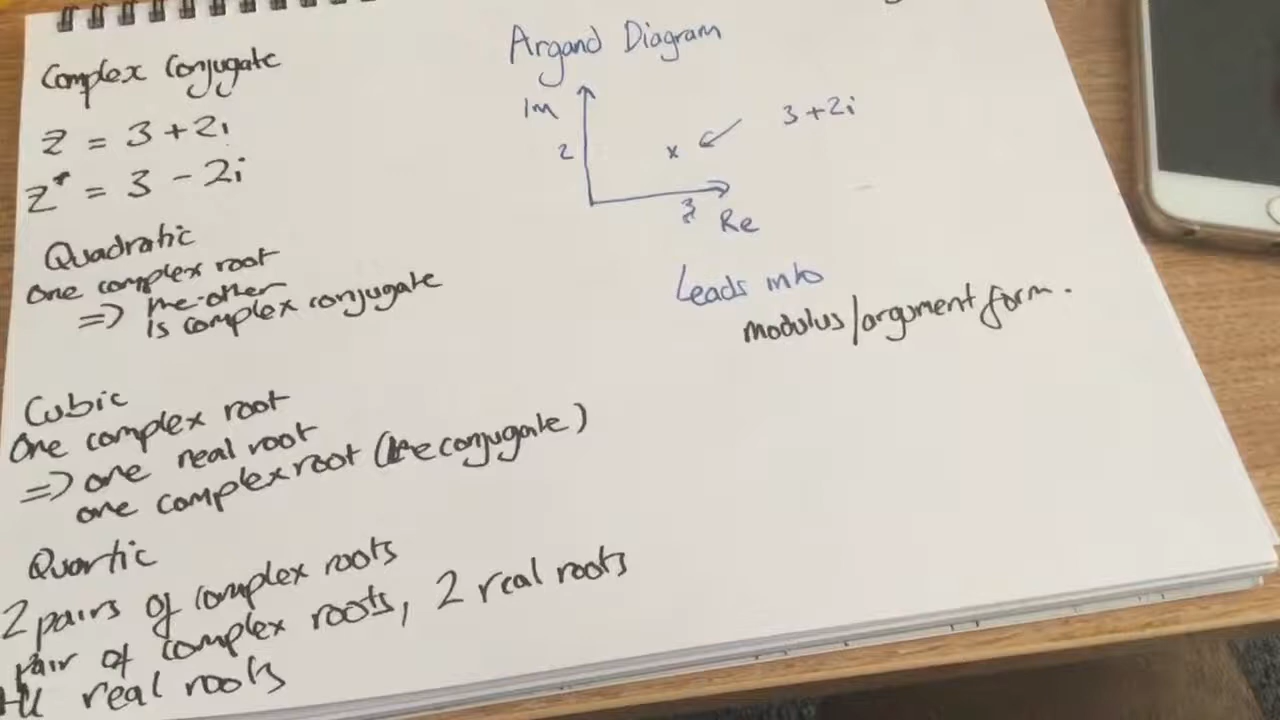 Complex Conjugate
z = 3 + 2i
z* = 3 - 2i
Quadratic
One complex root
=> the other
is complex conjugate
Cubic
One complex root
=> one real root
one complex root (the conjugate)
Quartic
2 pairs of complex roots
Pair of complex roots, 2 real roots
real roots
Argand Diagram
Im
3+2i
2
x
3
Re
Leads into
modulus/argument form.